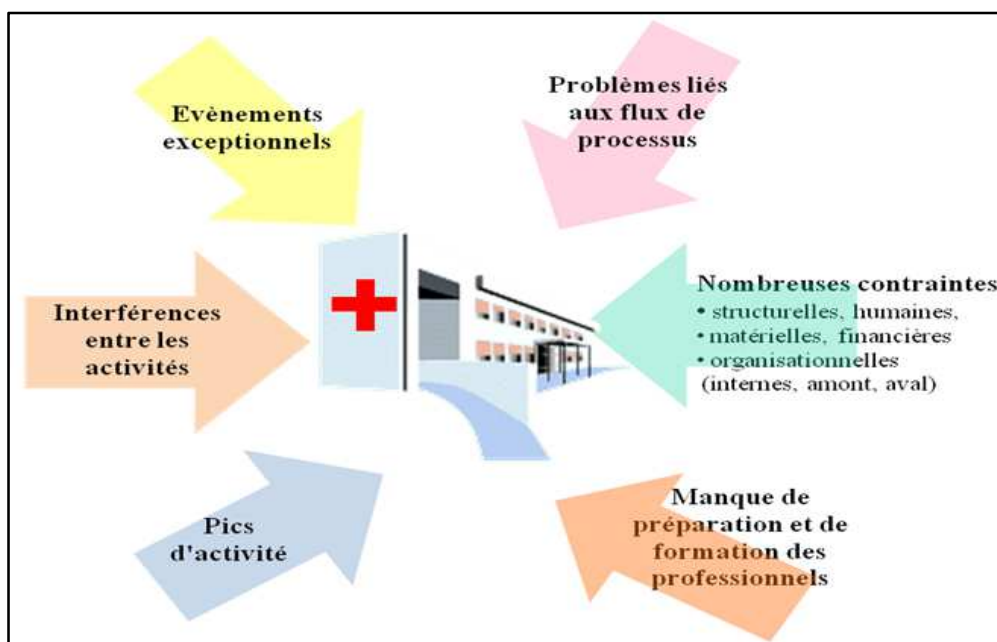 Evènements
exceptionnels
Problèmes liés
aux flux de
processus
Interférences
entre les
activités
Nombreuses contraintes
• structurelles, humaines,
• matérielles, financières
• organisationnelles
(internes, amont, aval)
Pics
d'activité
Manque de
préparation et de
formation des
professionnels